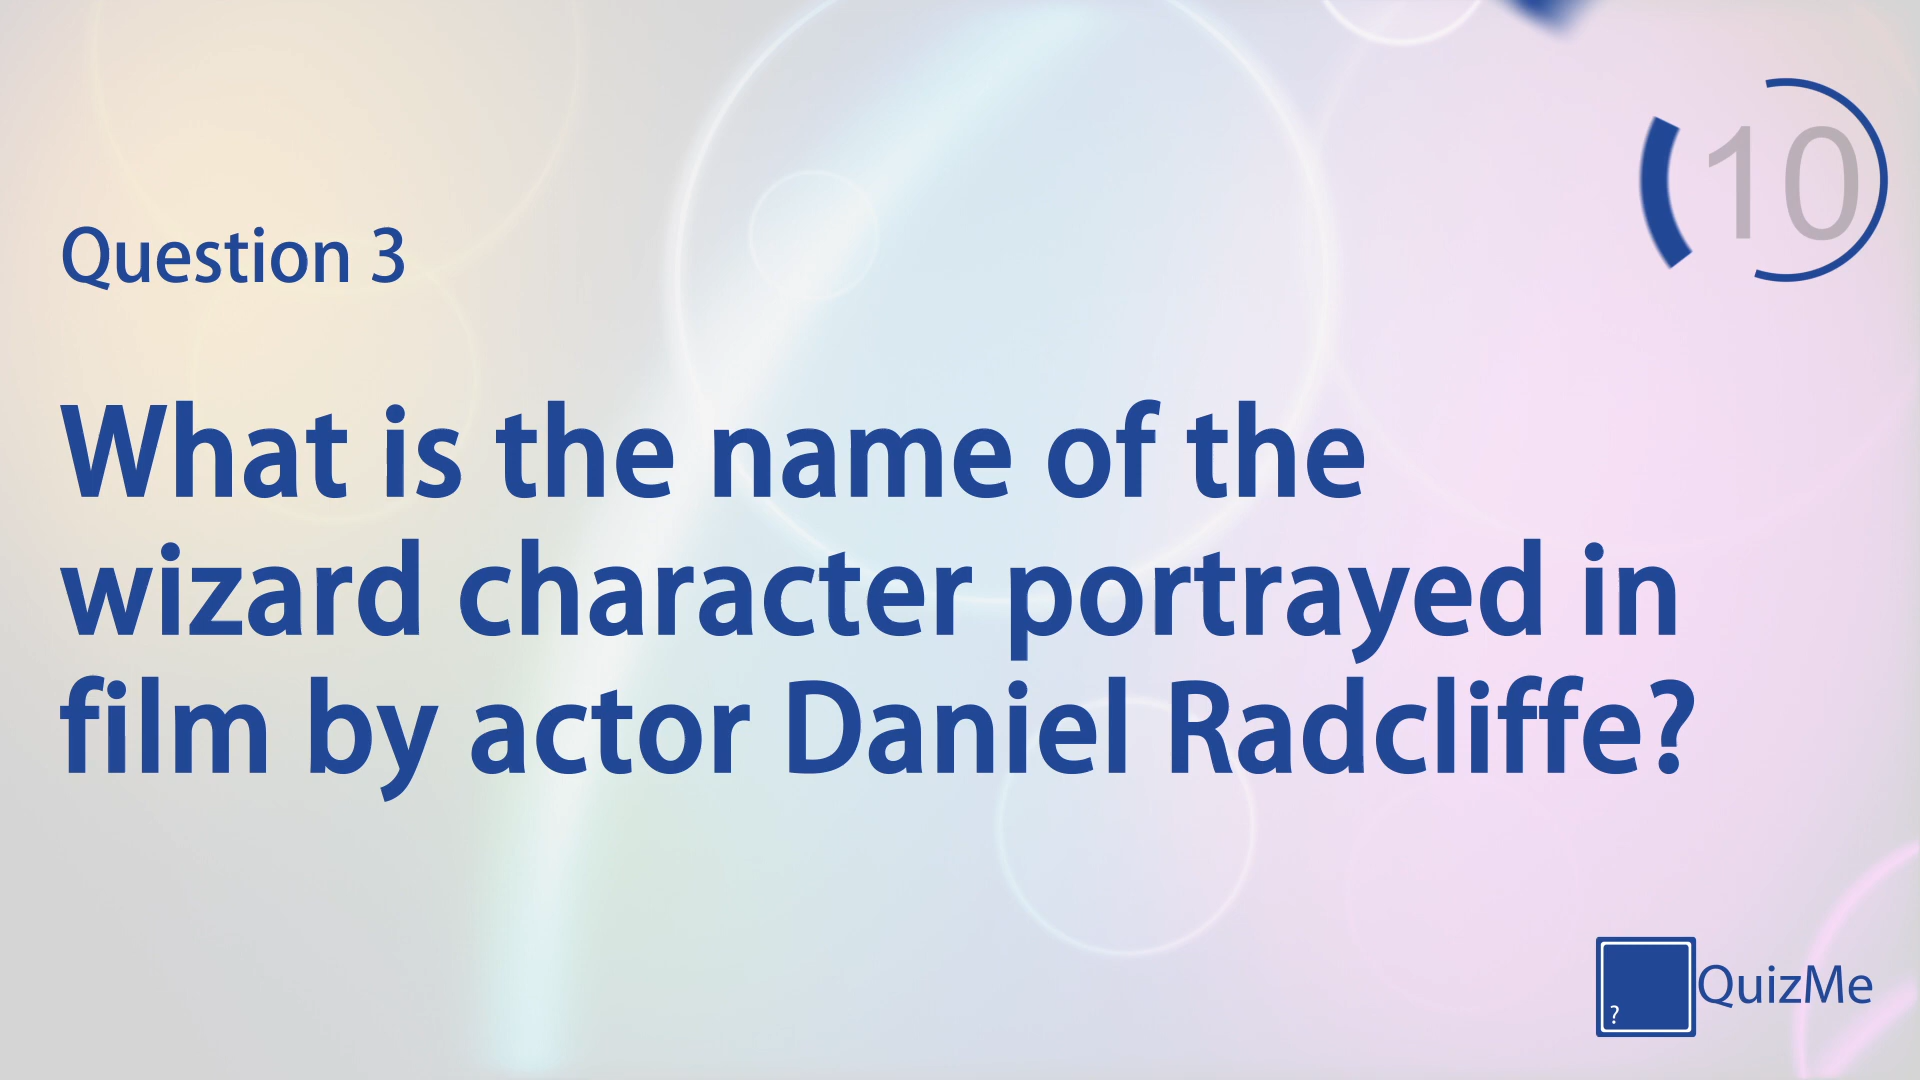 10
Question 3
What is the name of the
wizard character portrayed in
film by actor Daniel Radcliffe?
?
QuizMe